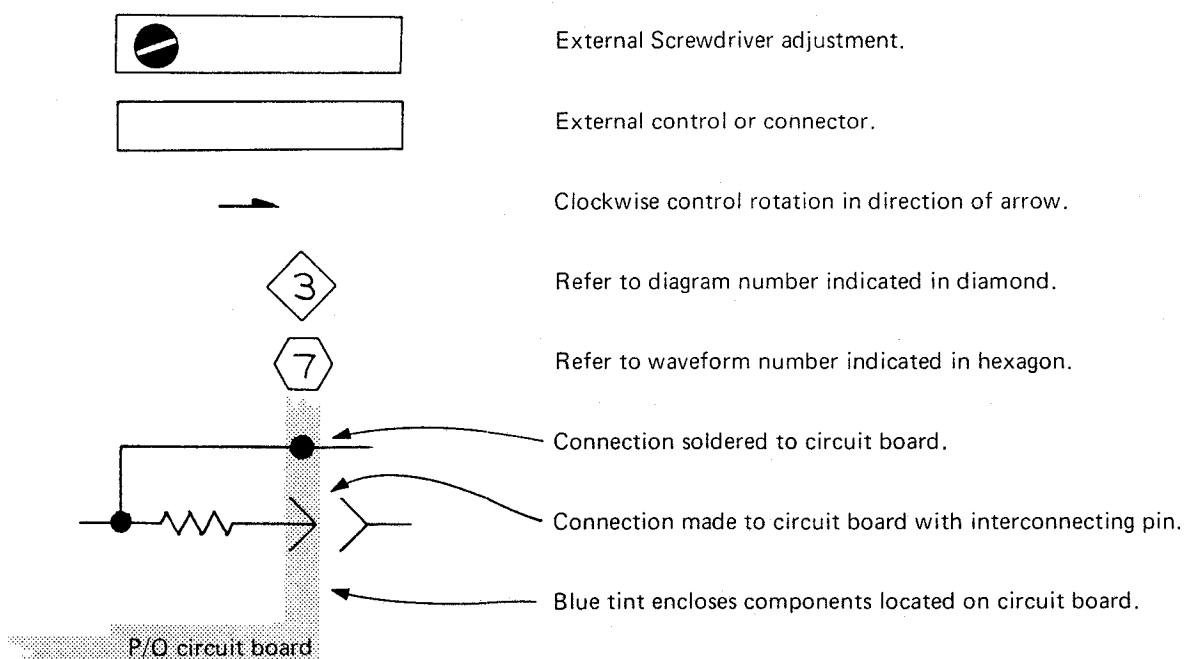 External Screwdriver adjustment.
External control or connector.
Clockwise control rotation in direction of arrow.
3
Refer to diagram number indicated in diamond.
7
Refer to waveform number indicated in hexagon.
Connection soldered to circuit board.
Connection made to circuit board with interconnecting pin.
Blue tint encloses components located on circuit board.
P/O circuit board